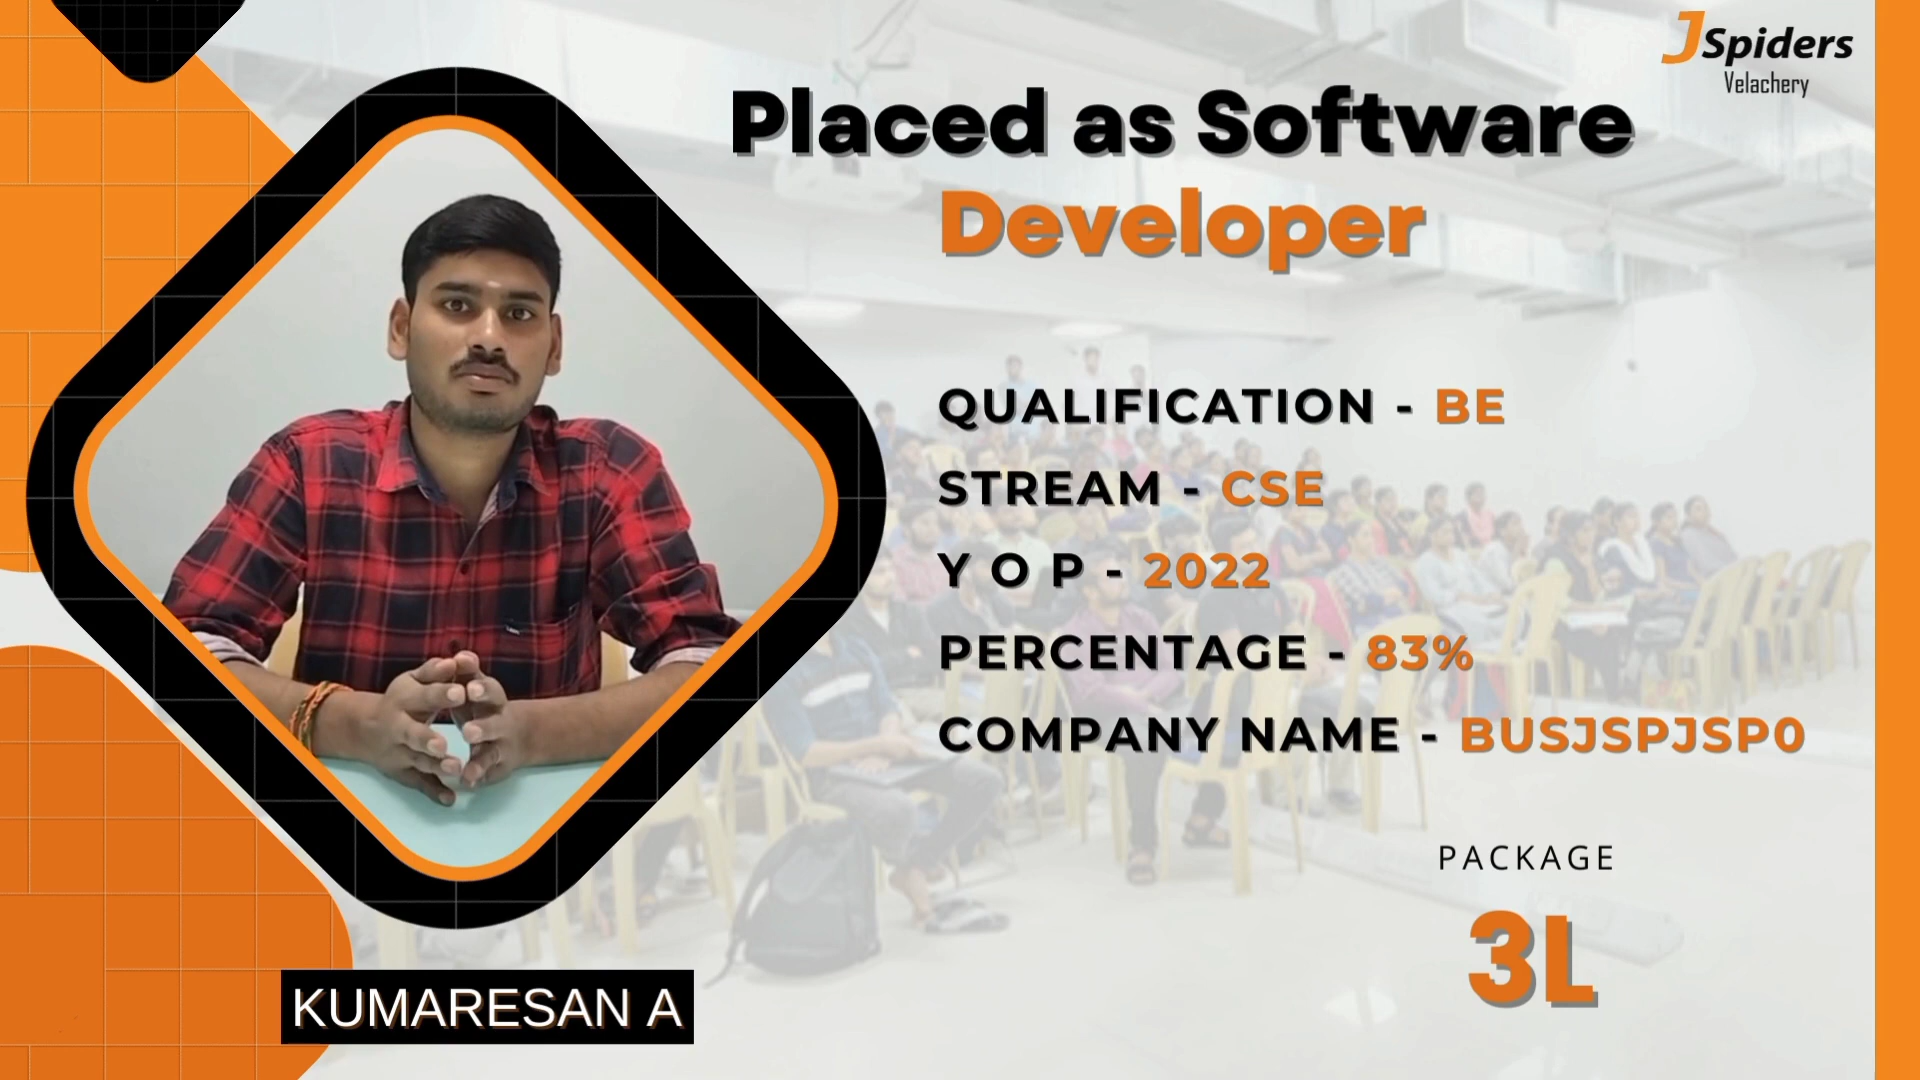 JSpiders
Velachery
Placed as Software
Developer
QUALIFICATION - BE
STREAM - CSE
Y O P - 2022
PERCENTAGE - 83%
COMPANY NAME - BUSJSPJSP0
PACKAGE
3L
KUMARESAN A